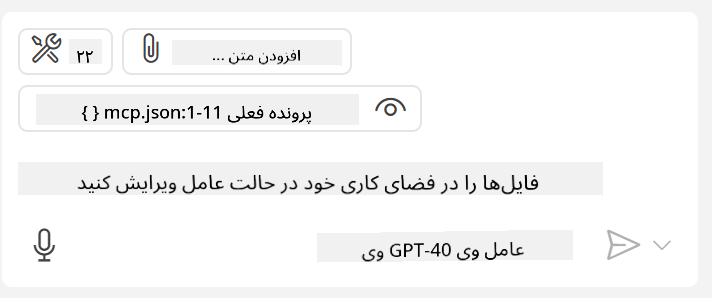 ۲۲
افزودن متن ...
{ } mcp.json:1-11 پرونده فعلی
فایل‌ها را در فضای کاری خود در حالت عامل ویرایش کنید
عامل وی GPT-40 وی